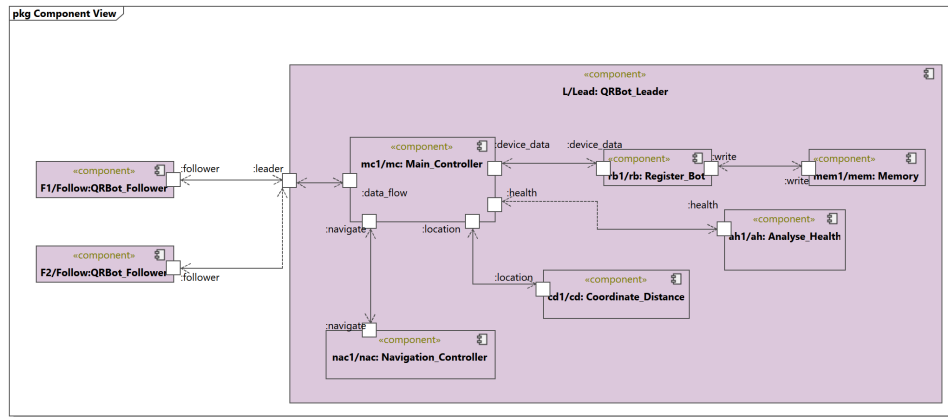 pkg Component View
«component»
L/Lead: QRBot_Leader
«component»
mc1/mc: Main_Controller
:device_data
:device_data
«component»
rb1/rb: Register_Bot
:write
«component»
mem1/mem: Memory
:write
«component»
F1/Follow:QRBot_Follower
:follower
:leader
:data_flow
:health
:health
«component»
ah1/ah: Analyse_Health
:navigate
:location
«component»
F2/Follow:QRBot_Follower
:follower
:location
«component»
cd1/cd: Coordinate_Distance
:navigate
«component»
nac1/nac: Navigation_Controller